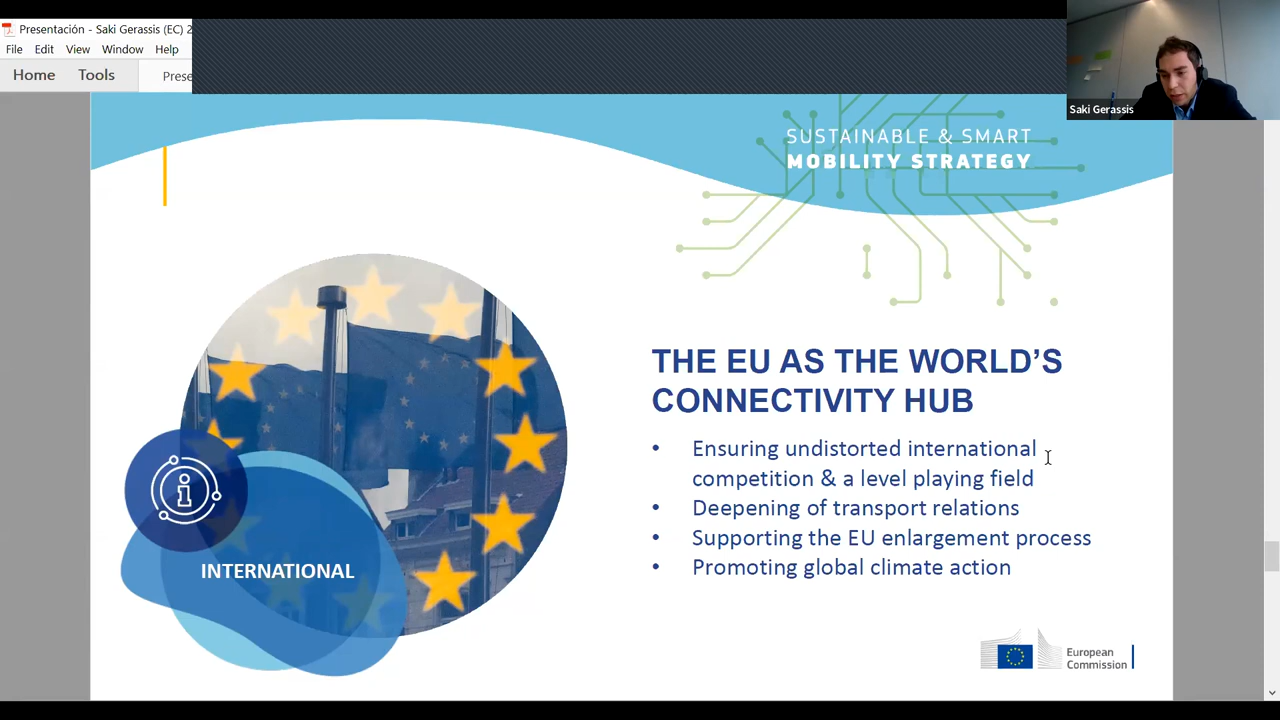 Presentación - Saki Gerassis (EC) 2
File Edit View Window Help
Home Tools Prese
Saki Gerassis
SUSTAINABLE & SMART
MOBILITY STRATEGY
THE EU AS THE WORLD’S
CONNECTIVITY HUB
• Ensuring undistorted international
competition & a level playing field
• Deepening of transport relations
• Supporting the EU enlargement process
• Promoting global climate action
INTERNATIONAL
European
Commission